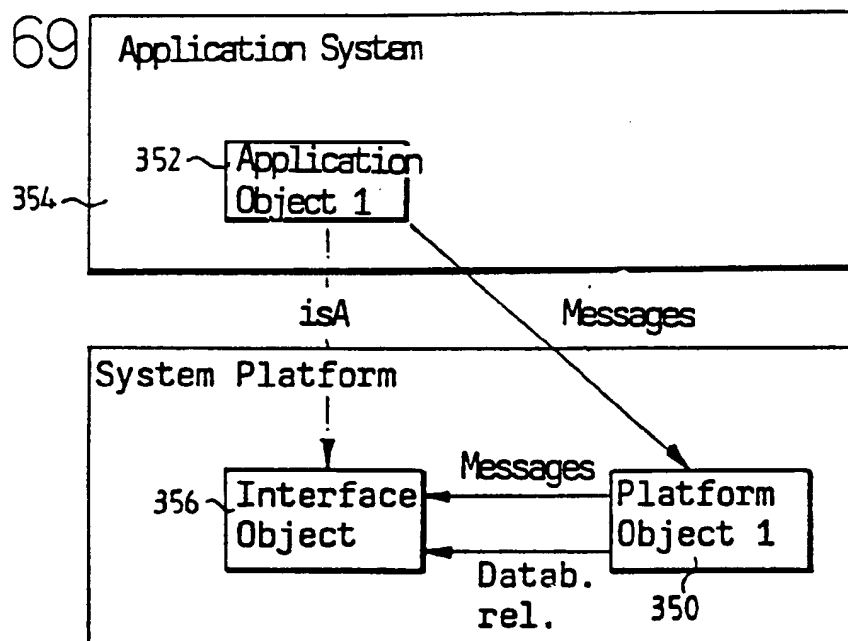 69
Application System
352
Application
Object 1
354
isA
Messages
System Platform
Messages
356
Interface
Object
Platform
Object 1
Datab.
rel.
350